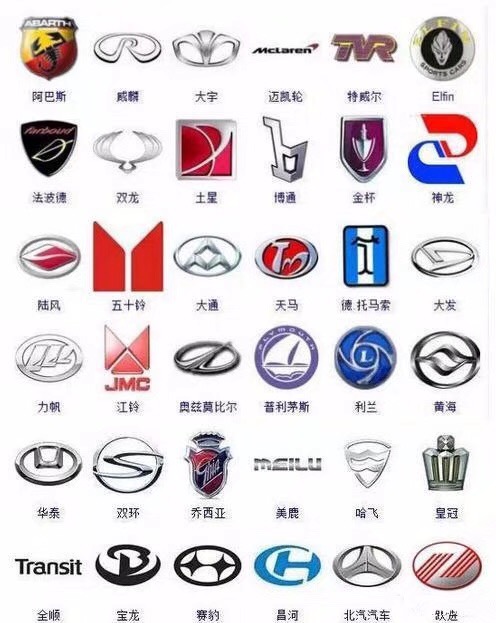 ABARTH
McLaren
TVR
ELFIN
SPORTS CARS
阿巴斯 威麟 大宇 迈凯轮 特威尔 Elfin
farboud
法波德 双龙 土星 博通 金杯 神龙
陆风 五十铃 大通 天马 德.托马索 大发
JMC
PLYMOUTH
L
力帆 江铃 奥兹莫比尔 普利茅斯 利兰 黄海
MEILU
华泰 双环 乔西亚 美鹿 哈飞 皇冠
Transit
全顺 宝龙 赛豹 昌河 北汽汽车